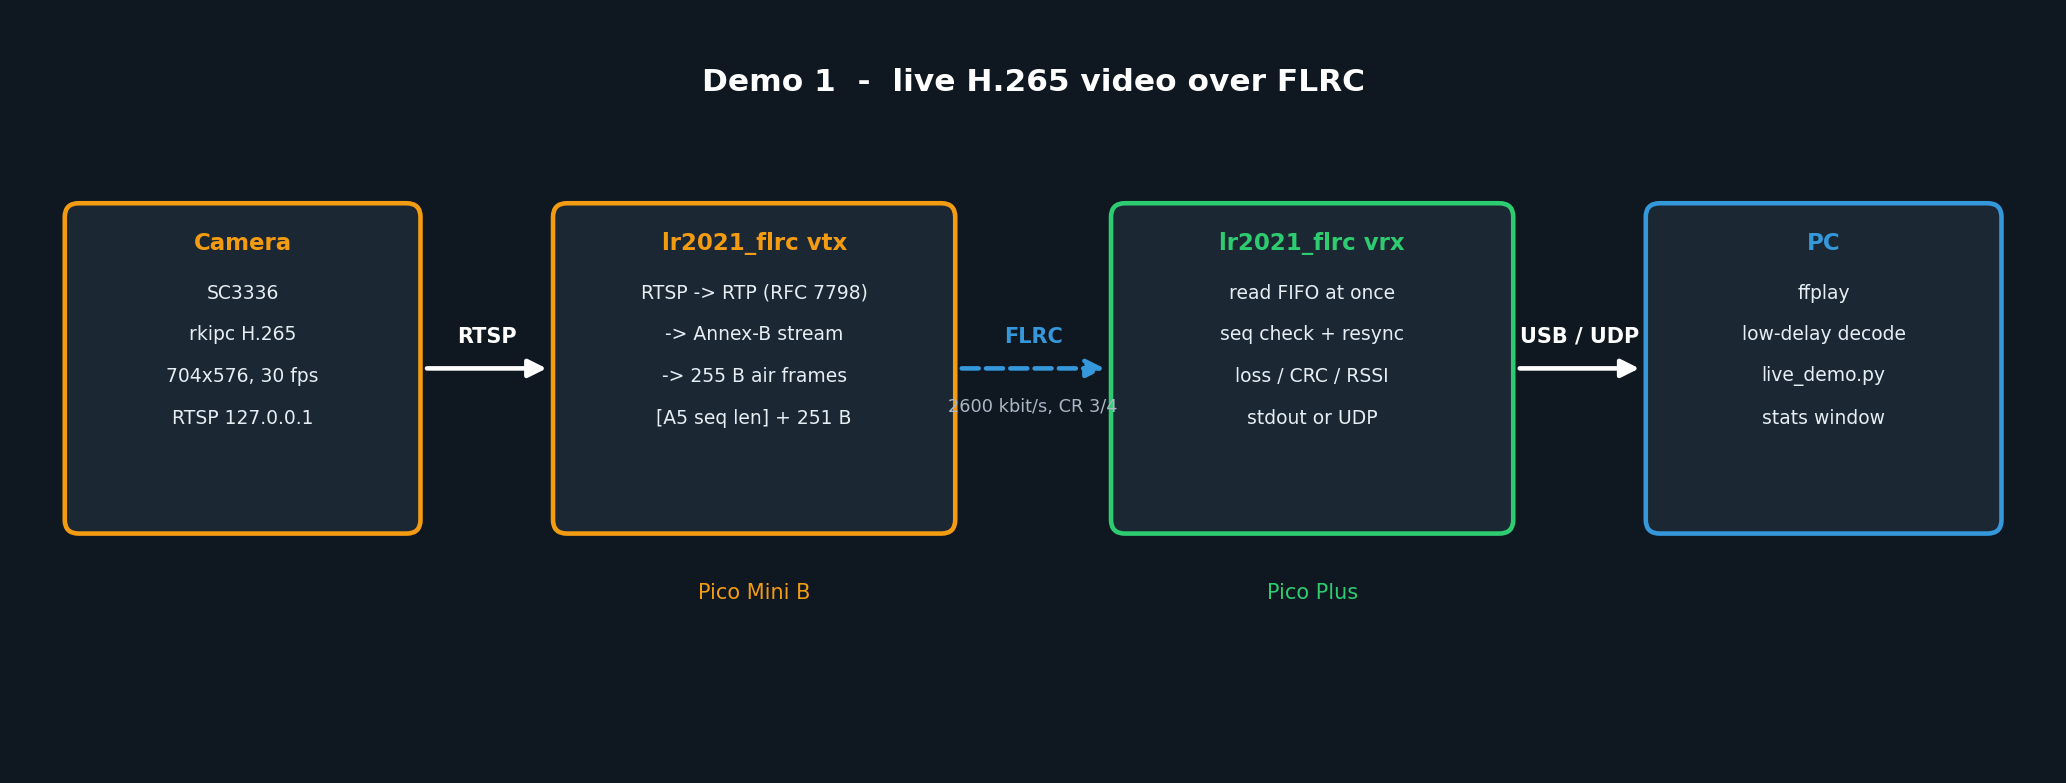 Demo 1  -  live H.265 video over FLRC
Camera
SC3336
rkipc H.265
704x576, 30 fps
RTSP 127.0.0.1
RTSP
lr2021_flrc vtx
RTSP -> RTP (RFC 7798)
-> Annex-B stream
-> 255 B air frames
[A5 seq len] + 251 B
Pico Mini B
FLRC
2600 kbit/s, CR 3/4
lr2021_flrc vrx
read FIFO at once
seq check + resync
loss / CRC / RSSI
stdout or UDP
Pico Plus
USB / UDP
PC
ffplay
low-delay decode
live_demo.py
stats window